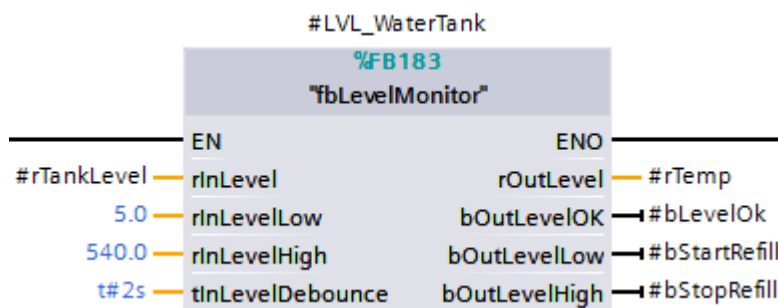 #LVL_WaterTank
%FB183
"fbLevelMonitor"
EN ENO
#rTankLevel rInLevel rOutLevel #rTemp
5.0 rInLevelLow bOutLevelOK #bLevelOk
540.0 rInLevelHigh bOutLevelLow #bStartRefill
t#2s tInLevelDebounce bOutLevelHigh #bStopRefill